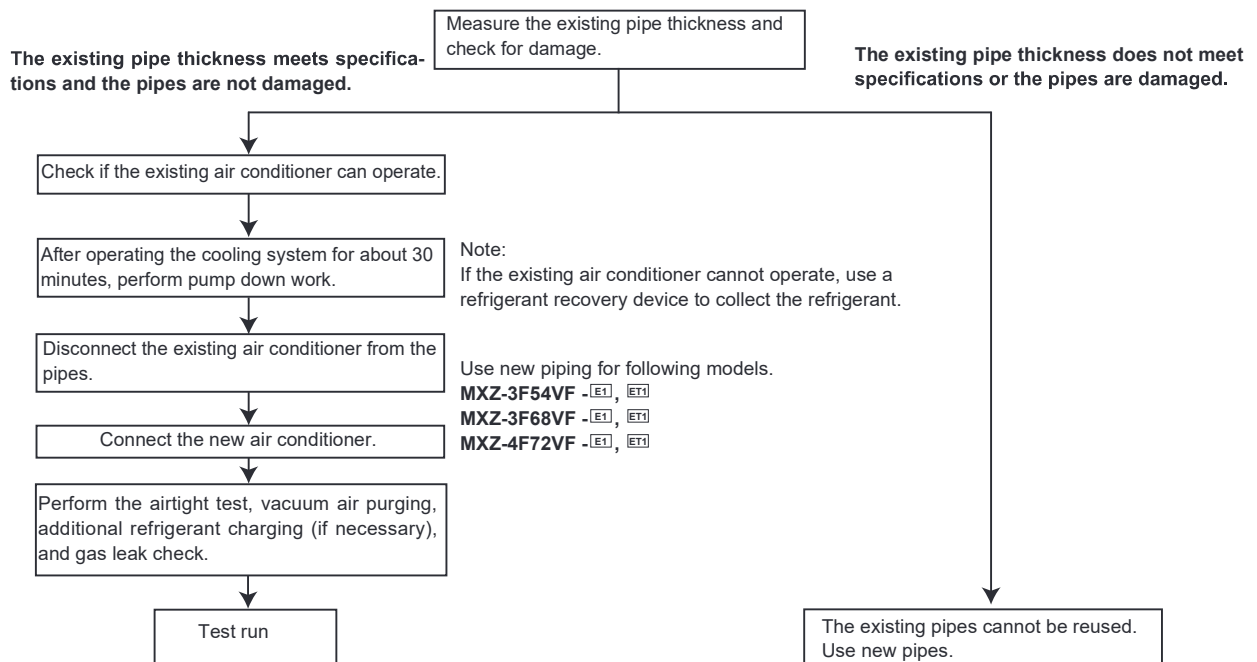 Measure the existing pipe thickness and
check for damage.
The existing pipe thickness meets specifica-
tions and the pipes are not damaged.
The existing pipe thickness does not meet
specifications or the pipes are damaged.
Check if the existing air conditioner can operate.
After operating the cooling system for about 30
minutes, perform pump down work.
Note:
If the existing air conditioner cannot operate, use a
refrigerant recovery device to collect the refrigerant.
Disconnect the existing air conditioner from the
pipes.
Use new piping for following models.
MXZ-3F54VF - E1, ET1
MXZ-3F68VF - E1, ET1
MXZ-4F72VF - E1, ET1
Connect the new air conditioner.
Perform the airtight test, vacuum air purging,
additional refrigerant charging (if necessary),
and gas leak check.
Test run
The existing pipes cannot be reused.
Use new pipes.